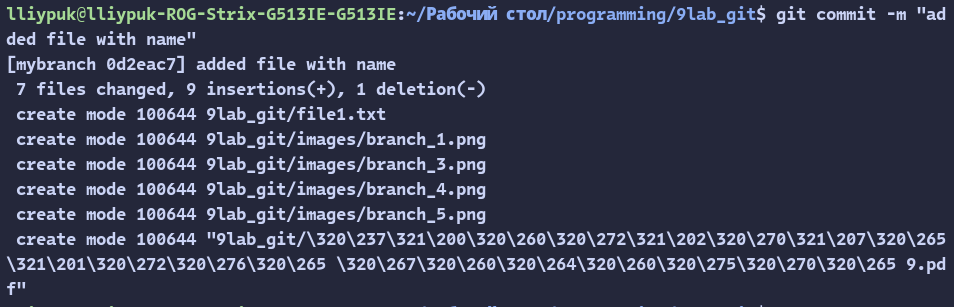 lliypuk@lliypuk-ROG-Strix-G513IE-G513IE:~/Рабочий стол/programming/9lab_git$ git commit -m "ad
ded file with name"
[mybranch 0d2eac7] added file with name
 7 files changed, 9 insertions(+), 1 deletion(-)
 create mode 100644 9lab_git/file1.txt
 create mode 100644 9lab_git/images/branch_1.png
 create mode 100644 9lab_git/images/branch_3.png
 create mode 100644 9lab_git/images/branch_4.png
 create mode 100644 9lab_git/images/branch_5.png
 create mode 100644 "9lab_git/\320\237\321\200\320\260\320\272\321\202\320\270\321\207\320\265
\321\201\320\272\320\276\320\265 \320\267\320\260\320\264\320\260\320\275\320\270\320\265 9.pd
f"